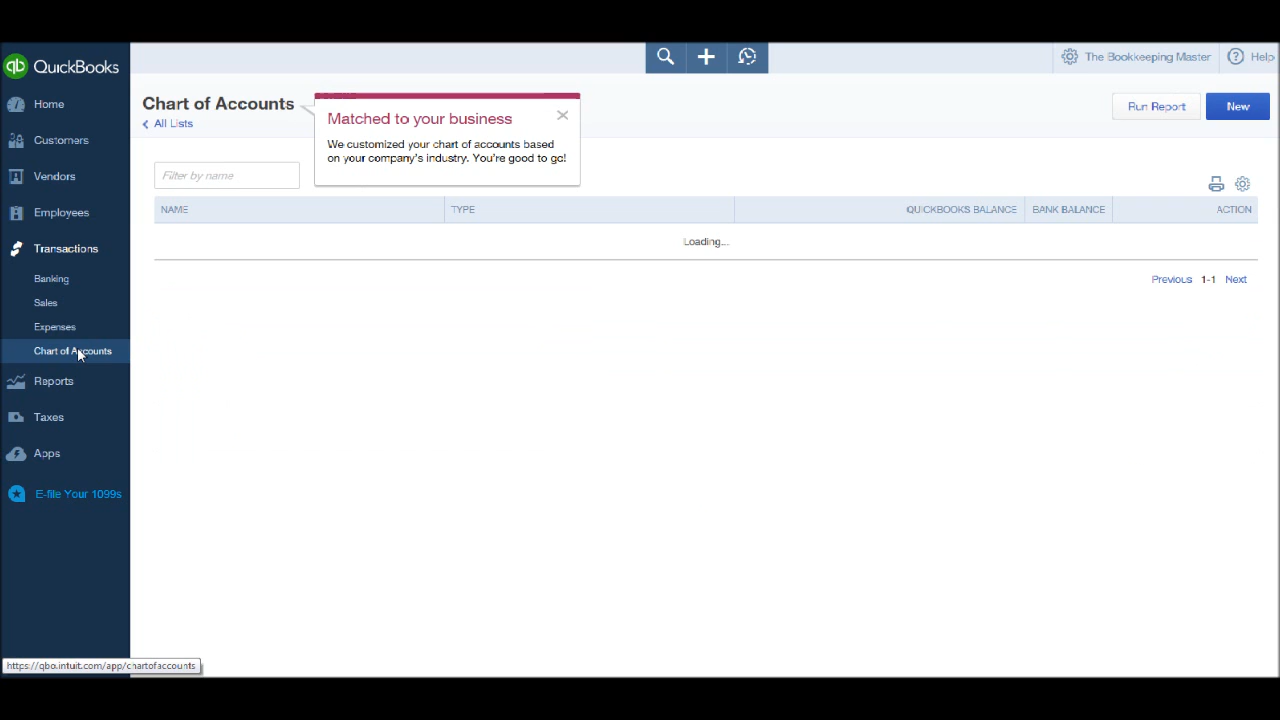 QuickBooks
The Bookkeeping Master
Help
Home
Customers
Vendors
Employees
Transactions
Banking
Sales
Expenses
Chart of Accounts
Reports
Taxes
Apps
E-file Your 1099s
Chart of Accounts
All Lists
Matched to your business
We customized your chart of accounts based
on your company's industry. You're good to go!
Run Report
New
Filter by name
NAME TYPE QUICKBOOKS BALANCE BANK BALANCE ACTION
Loading...
Previous 1-1 Next
https://qbo.intuit.com/app/chartofaccounts